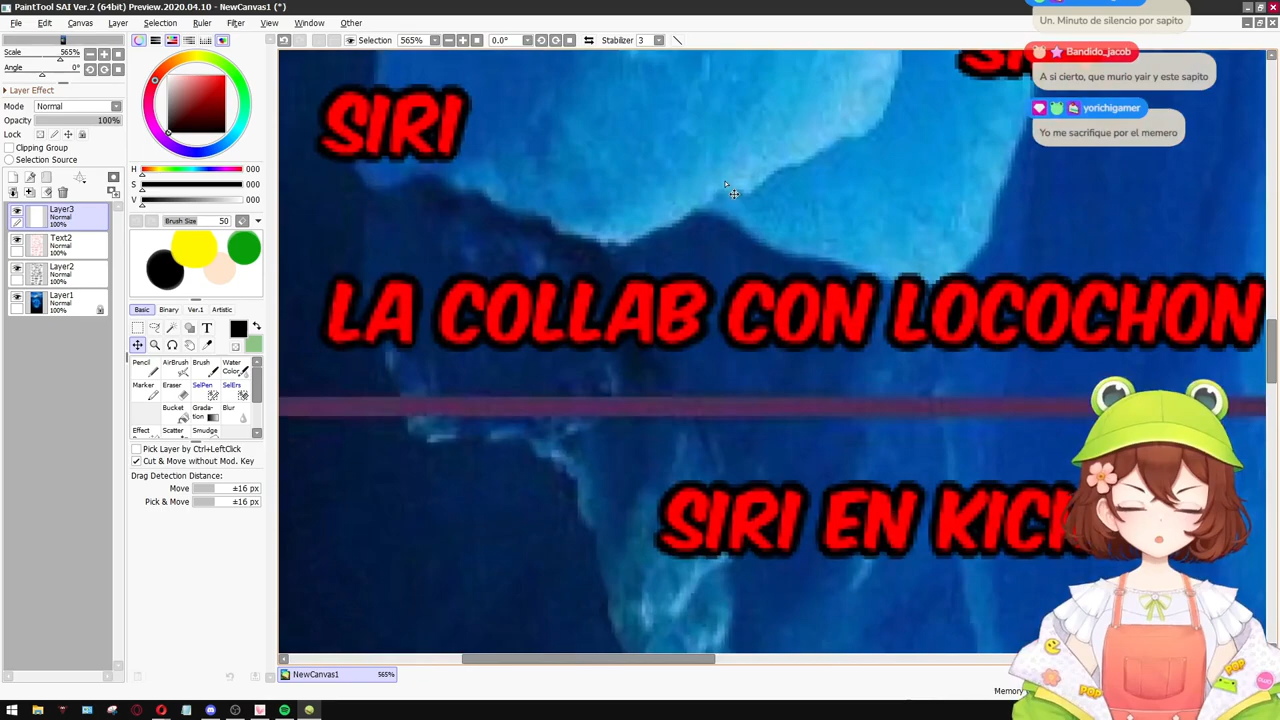 PaintTool SAI Ver.2 (64bit) Preview.2020.04.10 - NewCanvas1 (*)
File Edit Canvas Layer Selection Ruler Filter View Window Other
Scale 565%
Angle 0°
Selection 565% 0.0° Stabilizer 3
Layer Effect
Mode Normal
Opacity 100%
Lock
Clipping Group
Selection Source
Layer3
Normal
100%
Text2
Normal
100%
Layer2
Normal
100%
Layer1
Normal
100%
H 000
S 000
V 000
Brush Size 50
Basic Binary Ver.1 Artistic
T
Pencil AirBrush Brush Water Color
Marker Eraser SelPen SelErs
Bucket Gradation Blur
Effect Scatter Smudge
Pick Layer by Ctrl+LeftClick
Cut & Move without Mod. Key
Drag Detection Distance:
Move ±16 px
Pick & Move ±16 px
SIRI
LA COLLAB CON LOCOCHON
SIRI EN KICK
Un. Minuto de silencio por sapito
Bandido_jacob
A si cierto, que murio yair y este sapito
yorichigamer
Yo me sacrifique por el memero
POP
POP
NewCanvas1 565%
Memory